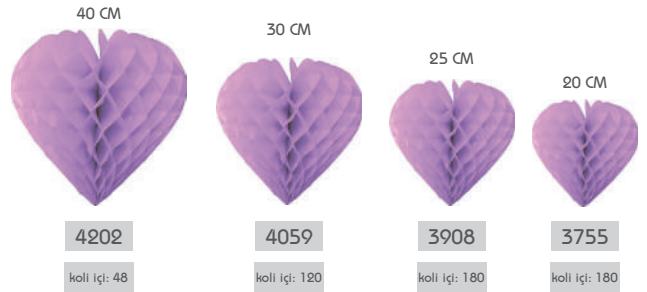 40 CM
30 CM
25 CM
20 CM
4202
4059
3908
3755
koli içi: 48
koli içi: 120
koli içi: 180
koli içi: 180